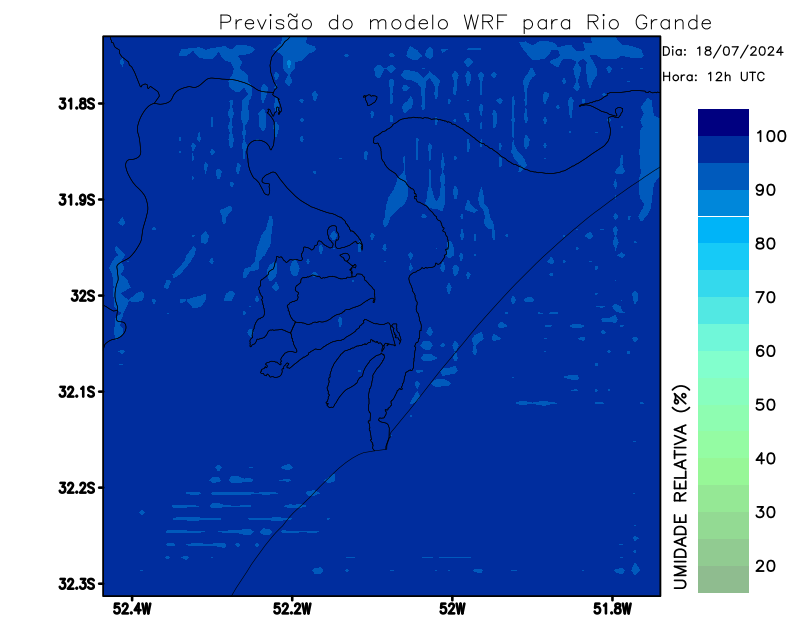 Previsão do modelo WRF para Rio Grande
Dia: 18/07/2024
Hora: 12h UTC
31.8S
31.9S
32S
32.1S
32.2S
32.3S
52.4W
52.2W
52W
51.8W
UMIDADE RELATIVA (%)
100
90
80
70
60
50
40
30
20